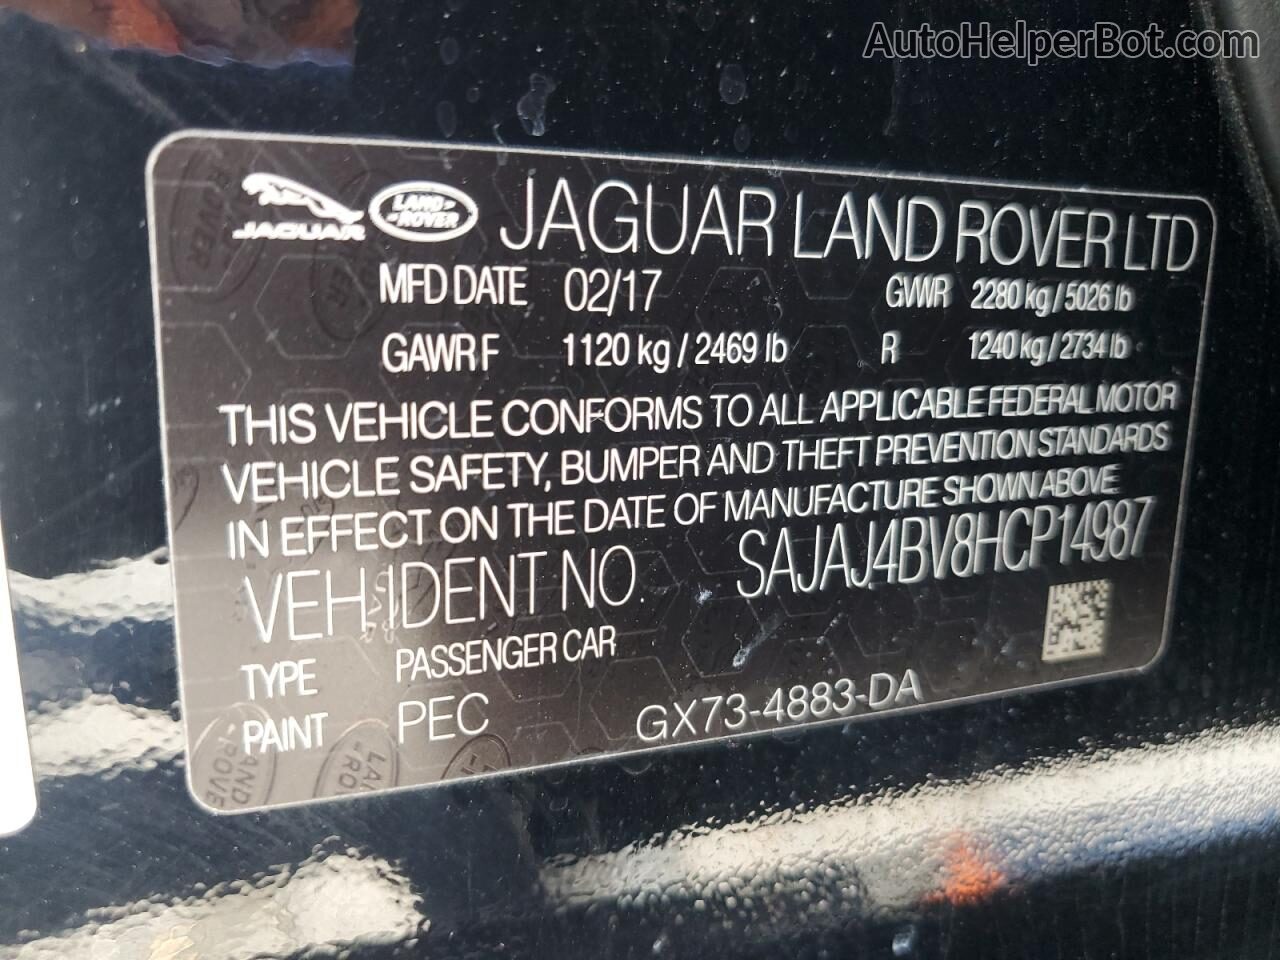 AutoHelperBot.com
JAGUAR LAND ROVER JAGUAR LAND ROVER LTD
MFD DATE 02/17 GVWR 2280 kg / 5026 lb
GAWR F 1120 kg / 2469 lb R 1240 kg / 2734 lb
THIS VEHICLE CONFORMS TO ALL APPLICABLE FEDERAL MOTOR
VEHICLE SAFETY, BUMPER AND THEFT PREVENTION STANDARDS
IN EFFECT ON THE DATE OF MANUFACTURE SHOWN ABOVE
VEH. IDENT NO. SAJAJ4BV8HCP14987
TYPE PASSENGER CAR
PAINT PEC GX73-4883-DA